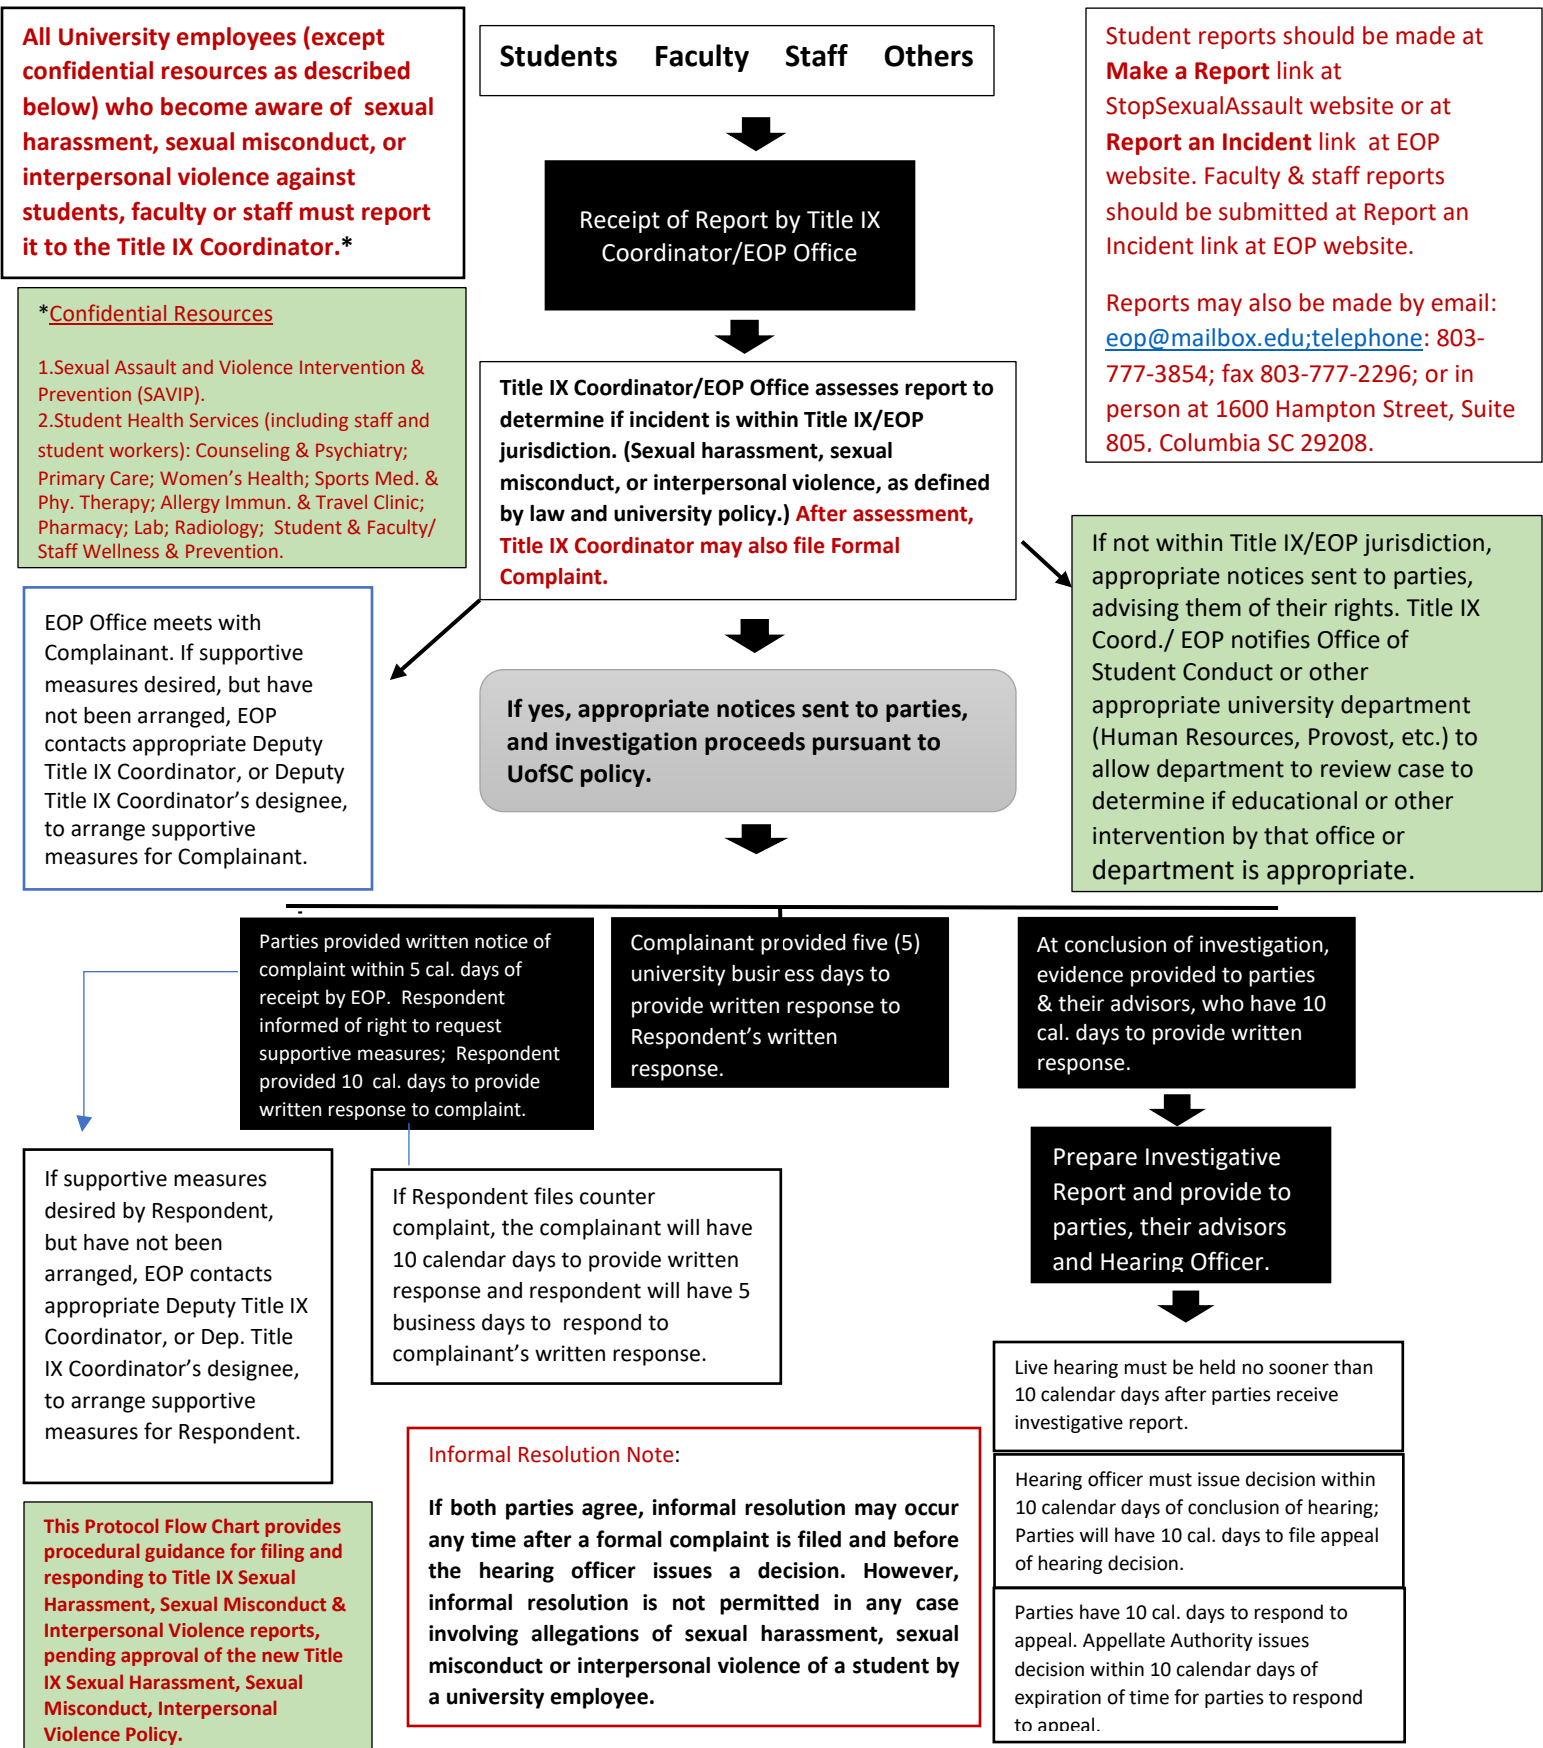 All University employees (except
confidential resources as described
below) who become aware of sexual
harassment, sexual misconduct, or
interpersonal violence against
students, faculty or staff must report
it to the Title IX Coordinator.*
Students Faculty Staff Others
Student reports should be made at
Make a Report link at
StopSexualAssault website or at
Report an Incident link at EOP
website. Faculty & staff reports
should be submitted at Report an
Incident link at EOP website.
Reports may also be made by email:
eop@mailbox.edu;telephone: 803-
777-3854; fax 803-777-2296; or in
person at 1600 Hampton Street, Suite
805, Columbia SC 29208.
Receipt of Report by Title IX
Coordinator/EOP Office
*Confidential Resources
1.Sexual Assault and Violence Intervention &
Prevention (SAVIP).
2.Student Health Services (including staff and
student workers): Counseling & Psychiatry;
Primary Care; Women's Health; Sports Med. &
Phy. Therapy; Allergy Immun. & Travel Clinic;
Pharmacy; Lab; Radiology; Student & Faculty/
Staff Wellness & Prevention.
Title IX Coordinator/EOP Office assesses report to
determine if incident is within Title IX/EOP
jurisdiction. (Sexual harassment, sexual
misconduct, or interpersonal violence, as defined
by law and university policy.) After assessment,
Title IX Coordinator may also file Formal
Complaint.
If not within Title IX/EOP jurisdiction,
appropriate notices sent to parties,
advising them of their rights. Title IX
Coord./ EOP notifies Office of
Student Conduct or other
appropriate university department
(Human Resources, Provost, etc.) to
allow department to review case to
determine if educational or other
intervention by that office or
department is appropriate.
EOP Office meets with
Complainant. If supportive
measures desired, but have
not been arranged, EOP
contacts appropriate Deputy
Title IX Coordinator, or Deputy
Title IX Coordinator's designee,
to arrange supportive
measures for Complainant.
If yes, appropriate notices sent to parties,
and investigation proceeds pursuant to
UofSC policy.
Parties provided written notice of
complaint within 5 cal. days of
receipt by EOP. Respondent
informed of right to request
supportive measures; Respondent
provided 10 cal. days to provide
written response to complaint.
Complainant provided five (5)
university business days to
provide written response to
Respondent's written
response.
At conclusion of investigation,
evidence provided to parties
& their advisors, who have 10
cal. days to provide written
response.
Prepare Investigative
Report and provide to
parties, their advisors
and Hearing Officer.
If supportive measures
desired by Respondent,
but have not been
arranged, EOP contacts
appropriate Deputy Title IX
Coordinator, or Dep. Title
IX Coordinator's designee,
to arrange supportive
measures for Respondent.
If Respondent files counter
complaint, the complainant will have
10 calendar days to provide written
response and respondent will have 5
business days to respond to
complainant's written response.
Live hearing must be held no sooner than
10 calendar days after parties receive
investigative report.
Hearing officer must issue decision within
10 calendar days of conclusion of hearing;
Parties will have 10 cal. days to file appeal
of hearing decision.
Parties have 10 cal. days to respond to
appeal. Appellate Authority issues
decision within 10 calendar days of
expiration of time for parties to respond
to appeal.
Informal Resolution Note:
If both parties agree, informal resolution may occur
any time after a formal complaint is filed and before
the hearing officer issues a decision. However,
informal resolution is not permitted in any case
involving allegations of sexual harassment, sexual
misconduct or interpersonal violence of a student by
a university employee.
This Protocol Flow Chart provides
procedural guidance for filing and
responding to Title IX Sexual
Harassment, Sexual Misconduct &
Interpersonal Violence reports,
pending approval of the new Title
IX Sexual Harassment, Sexual
Misconduct, Interpersonal
Violence Policy.